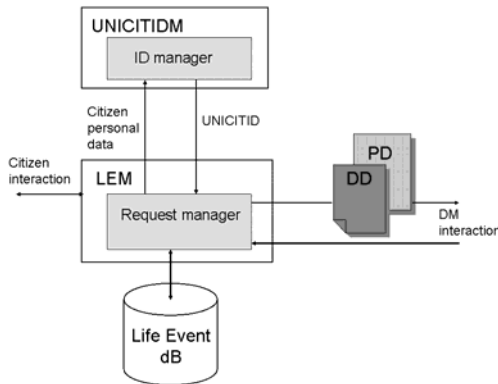 UNICITIDM
ID manager
Citizen
personal
data
UNICITID
Citizen
interaction
LEM
Request manager
PD
DD
DM
interaction
Life Event
dB